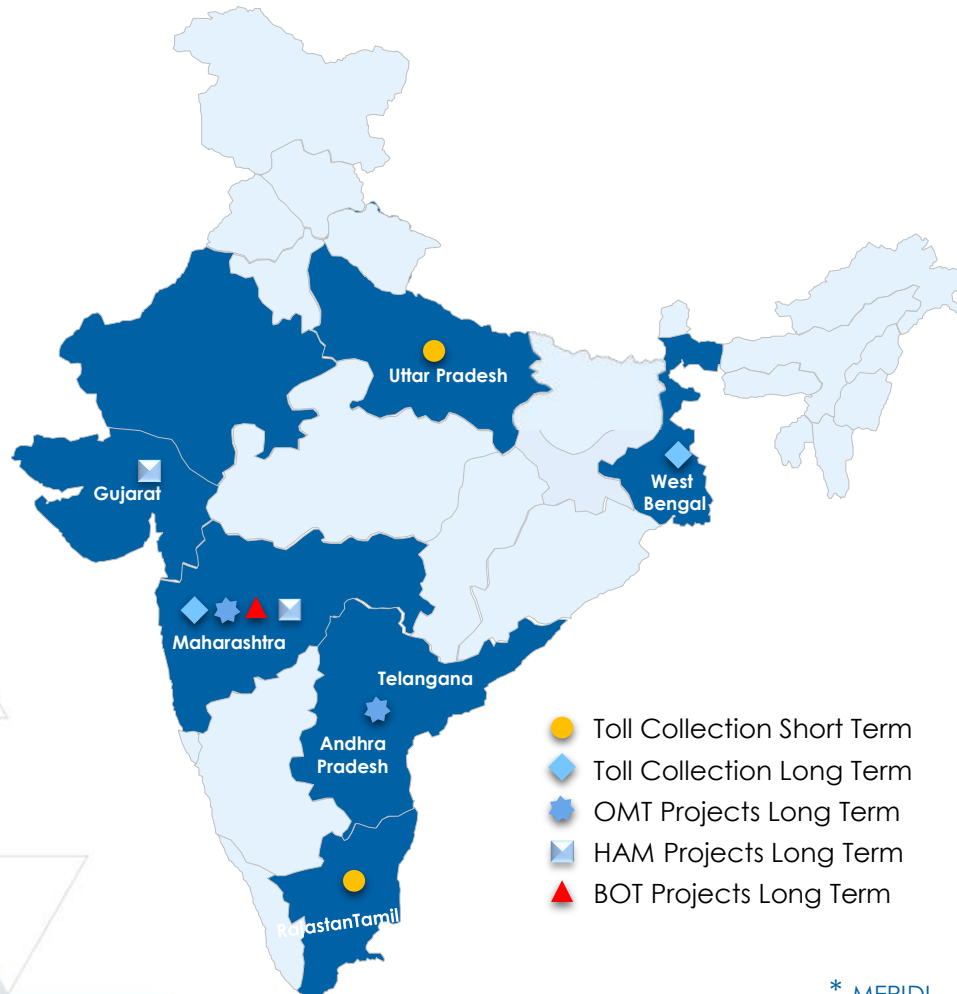 Uttar Pradesh
West
Bengal
Gujarat
Maharashtra
Telangana
Andhra
Pradesh
RajastanTamil
Toll Collection Short Term
Toll Collection Long Term
OMT Projects Long Term
HAM Projects Long Term
BOT Projects Long Term